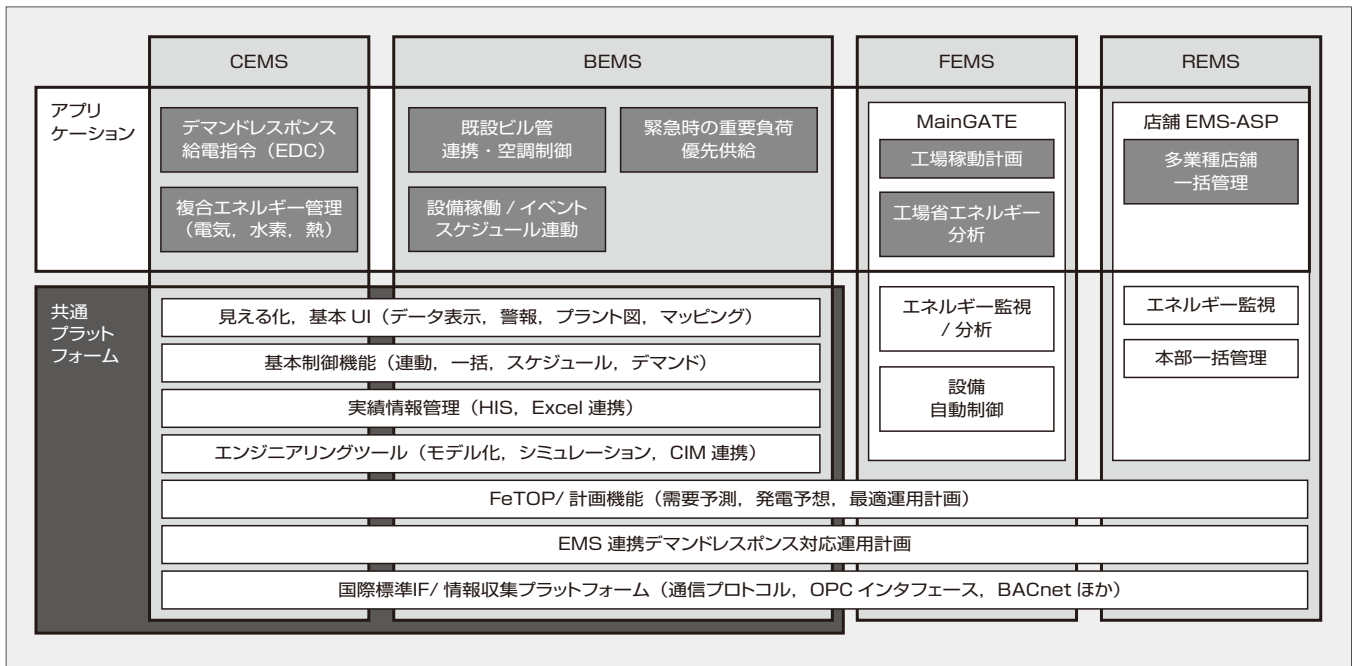 CEMS
BEMS
FEMS
REMS
アプリ
ケーション
デマンドレスポンス
給電指令（EDC）
複合エネルギー管理
（電気，水素，熱）
既設ビル管
連携・空調制御
緊急時の重要負荷
優先供給
設備稼働 / イベント
スケジュール連動
MainGATE
工場稼動計画
工場省エネルギー
分析
店舗 EMS-ASP
多業種店舗
一括管理
共通
プラット
フォーム
見える化，基本 UI（データ表示，警報，プラント図，マッピング）
基本制御機能（連動，一括，スケジュール，デマンド）
実績情報管理（HIS，Excel 連携）
エンジニアリングツール（モデル化，シミュレーション，CIM 連携）
エネルギー監視
/ 分析
設備
自動制御
エネルギー監視
本部一括管理
FeTOP/ 計画機能（需要予測，発電予想，最適運用計画）
EMS 連携デマンドレスポンス対応運用計画
国際標準IF/ 情報収集プラットフォーム（通信プロトコル，OPC インタフェース，BACnet ほか）